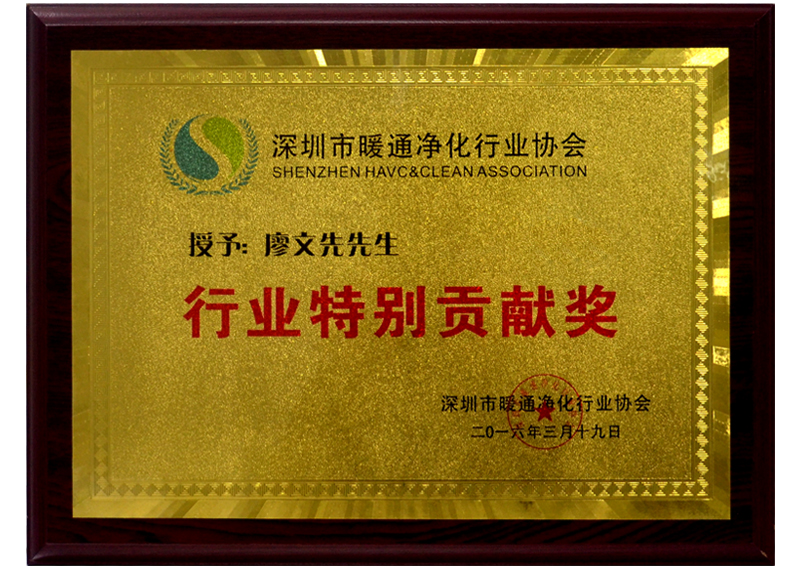 深圳市暖通净化行业协会
SHENZHEN HAVC&CLEAN ASSOCIATION
授予：廖文先先生
行业特别贡献奖
深圳市暖通净化行业协会
二0一六年三月十九日